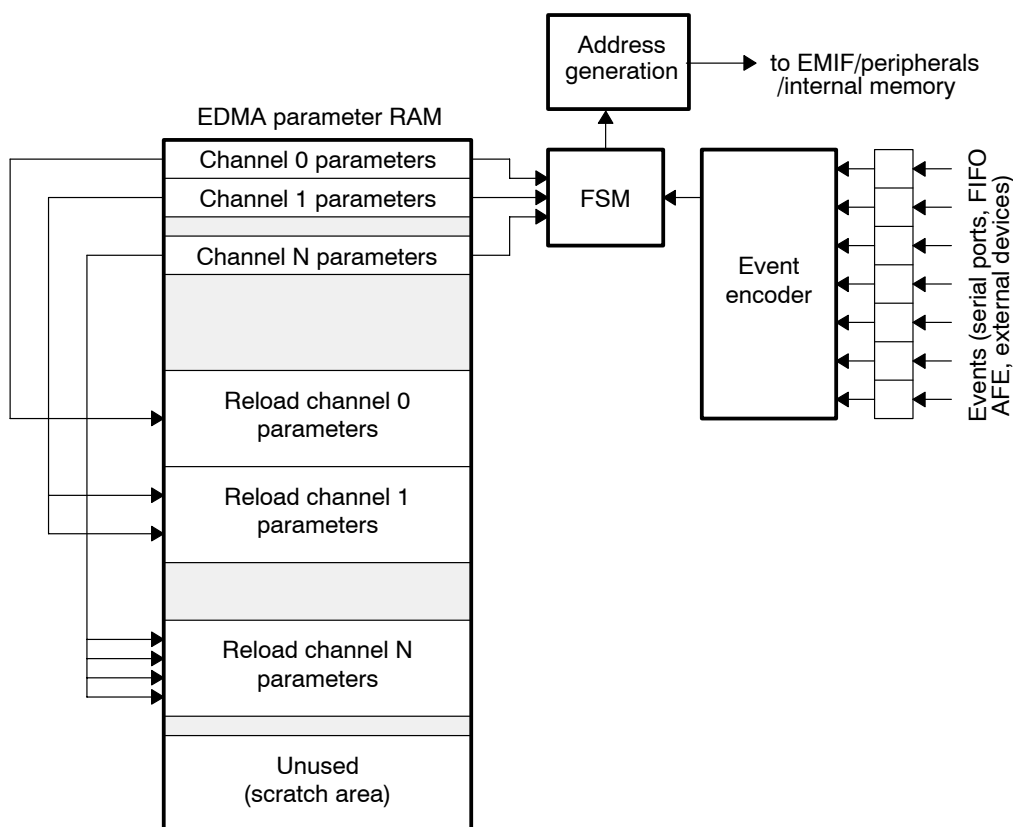 Address
generation
to EMIF/peripherals
/internal memory
EDMA parameter RAM
Channel 0 parameters
Channel 1 parameters
Channel N parameters
FSM
Event
encoder
Events (serial ports, FIFO
AFE, external devices)
Reload channel 0
parameters
Reload channel 1
parameters
Reload channel N
parameters
Unused
(scratch area)